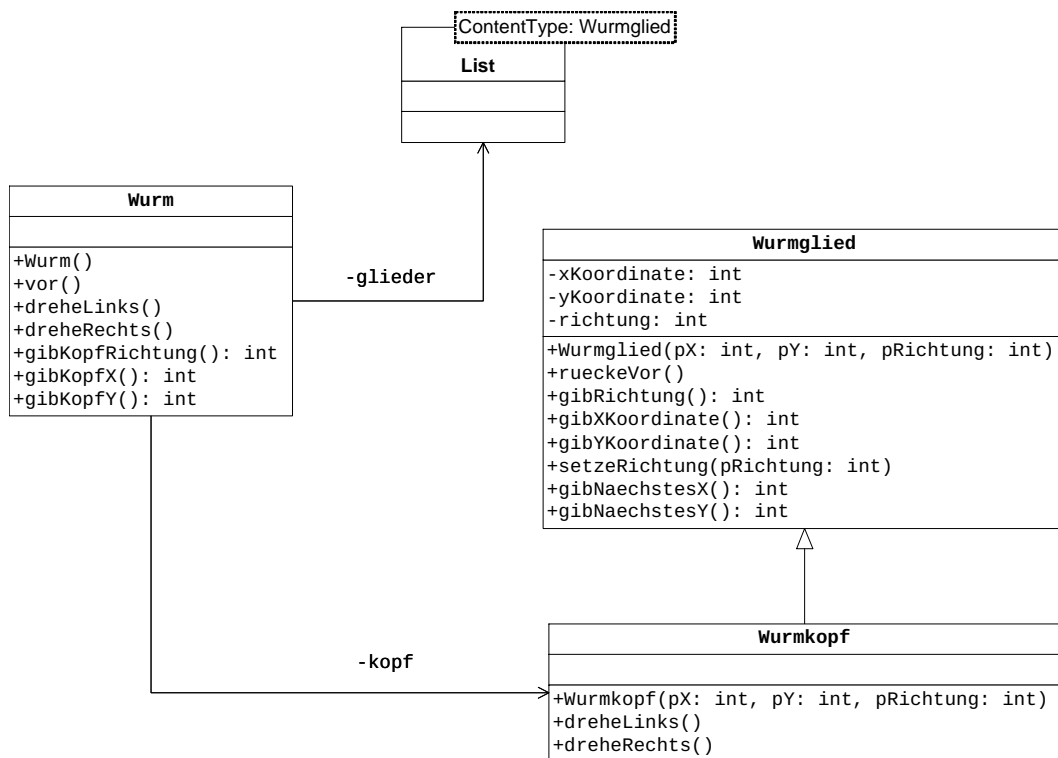 ContentType: Wurmglied
List
Wurm
+Wurm()
+vor()
+dreheLinks()
+dreheRechts()
+gibKopfRichtung(): int
+gibKopfX(): int
+gibKopfY(): int
-glieder
Wurmglied
-xKoordinate: int
-yKoordinate: int
-richtung: int
+Wurmglied(pX: int, pY: int, pRichtung: int)
+rueckeVor()
+gibRichtung(): int
+gibXKoordinate(): int
+gibYKoordinate(): int
+setzeRichtung(pRichtung: int)
+gibNaechstesX(): int
+gibNaechstesY(): int
-kopf
Wurmkopf
+Wurmkopf(pX: int, pY: int, pRichtung: int)
+dreheLinks()
+dreheRechts()